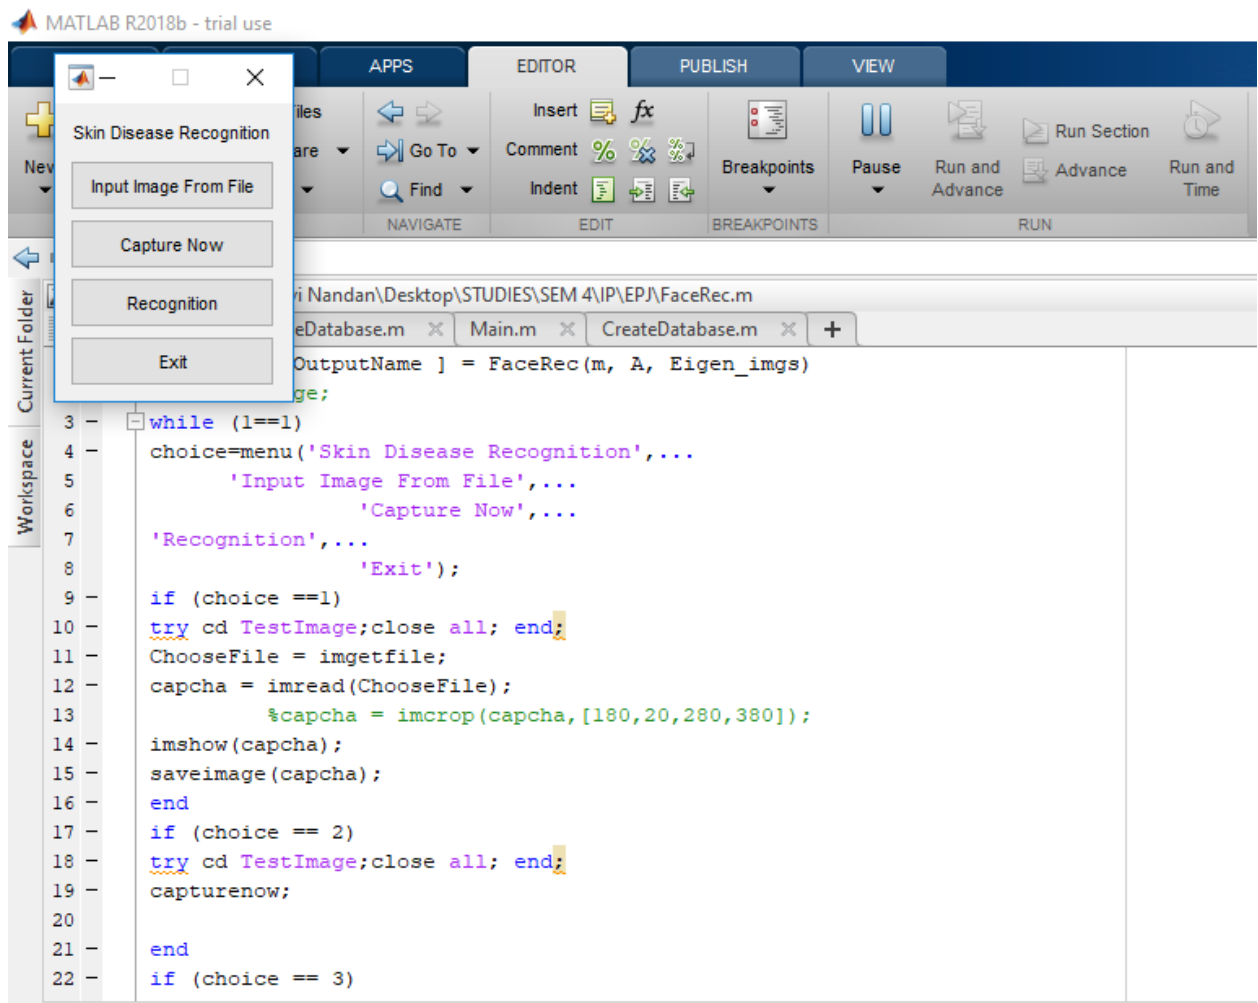 MATLAB R2018b - trial use
APPS
EDITOR
PUBLISH
VIEW
Skin Disease Recognition
Input Image From File
Capture Now
Recognition
Exit
New
Go To
Find
NAVIGATE
Insert
fx
Comment
Indent
EDIT
Breakpoints
BREAKPOINTS
Pause
Run and
Advance
Run Section
Advance
Run and
Time
RUN
Current Folder
Workspace
Nandan\Desktop\STUDIES\SEM 4\IP\EPJ\FaceRec.m
eDatabase.m
Main.m
CreateDatabase.m
OutputName ] = FaceRec(m, A, Eigen_imgs)
ge;
3 while (1==1)
4 choice=menu('Skin Disease Recognition',...
5 'Input Image From File',...
6 'Capture Now',...
7 'Recognition',...
8 'Exit');
9 if (choice ==1)
10 try cd TestImage;close all; end;
11 ChooseFile = imgetfile;
12 capcha = imread(ChooseFile);
13 %capcha = imcrop(capcha,[180,20,280,380]);
14 imshow(capcha);
15 saveimage(capcha);
16 end
17 if (choice == 2)
18 try cd TestImage;close all; end;
19 capturenow;
20
21 end
22 if (choice == 3)